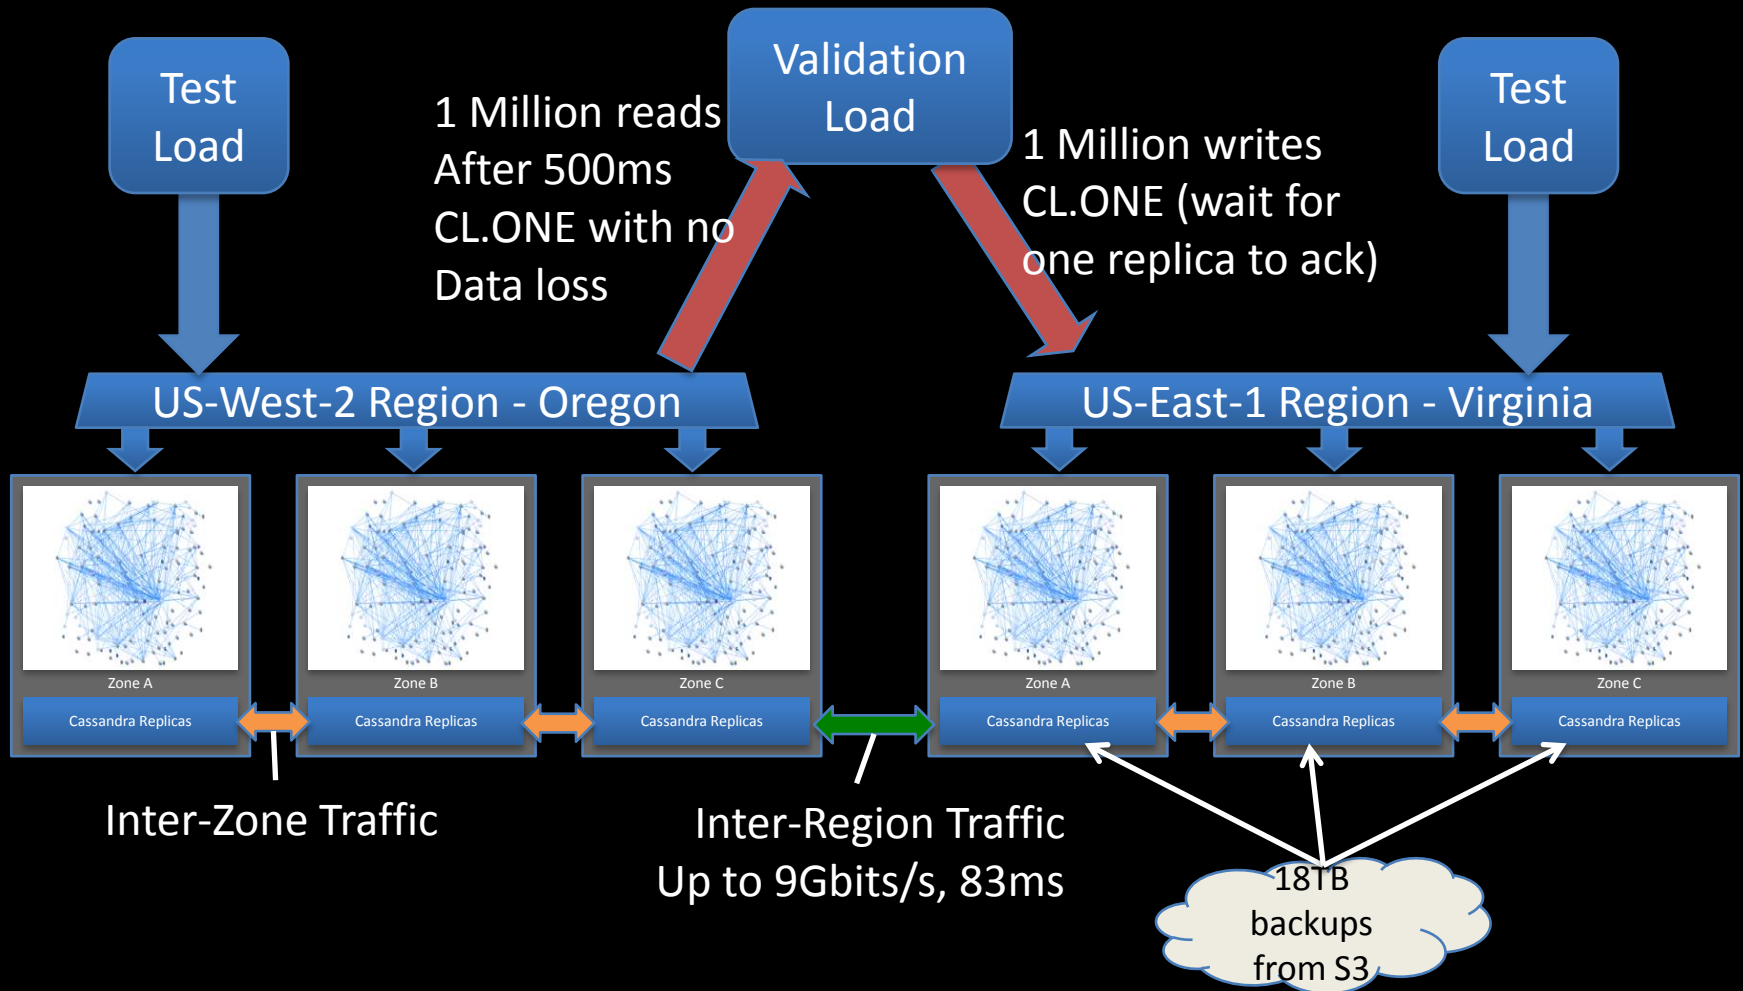 Test
Load
1 Million reads
After 500ms
CL.ONE with no
Data loss
Validation
Load
1 Million writes
CL.ONE (wait for
one replica to ack)
Test
Load
US-West-2 Region - Oregon
US-East-1 Region - Virginia
Zone A
Zone B
Zone C
Zone A
Zone B
Zone C
Cassandra Replicas
Cassandra Replicas
Cassandra Replicas
Cassandra Replicas
Cassandra Replicas
Cassandra Replicas
Inter-Zone Traffic
Inter-Region Traffic
Up to 9Gbits/s, 83ms
18TB
backups
from S3